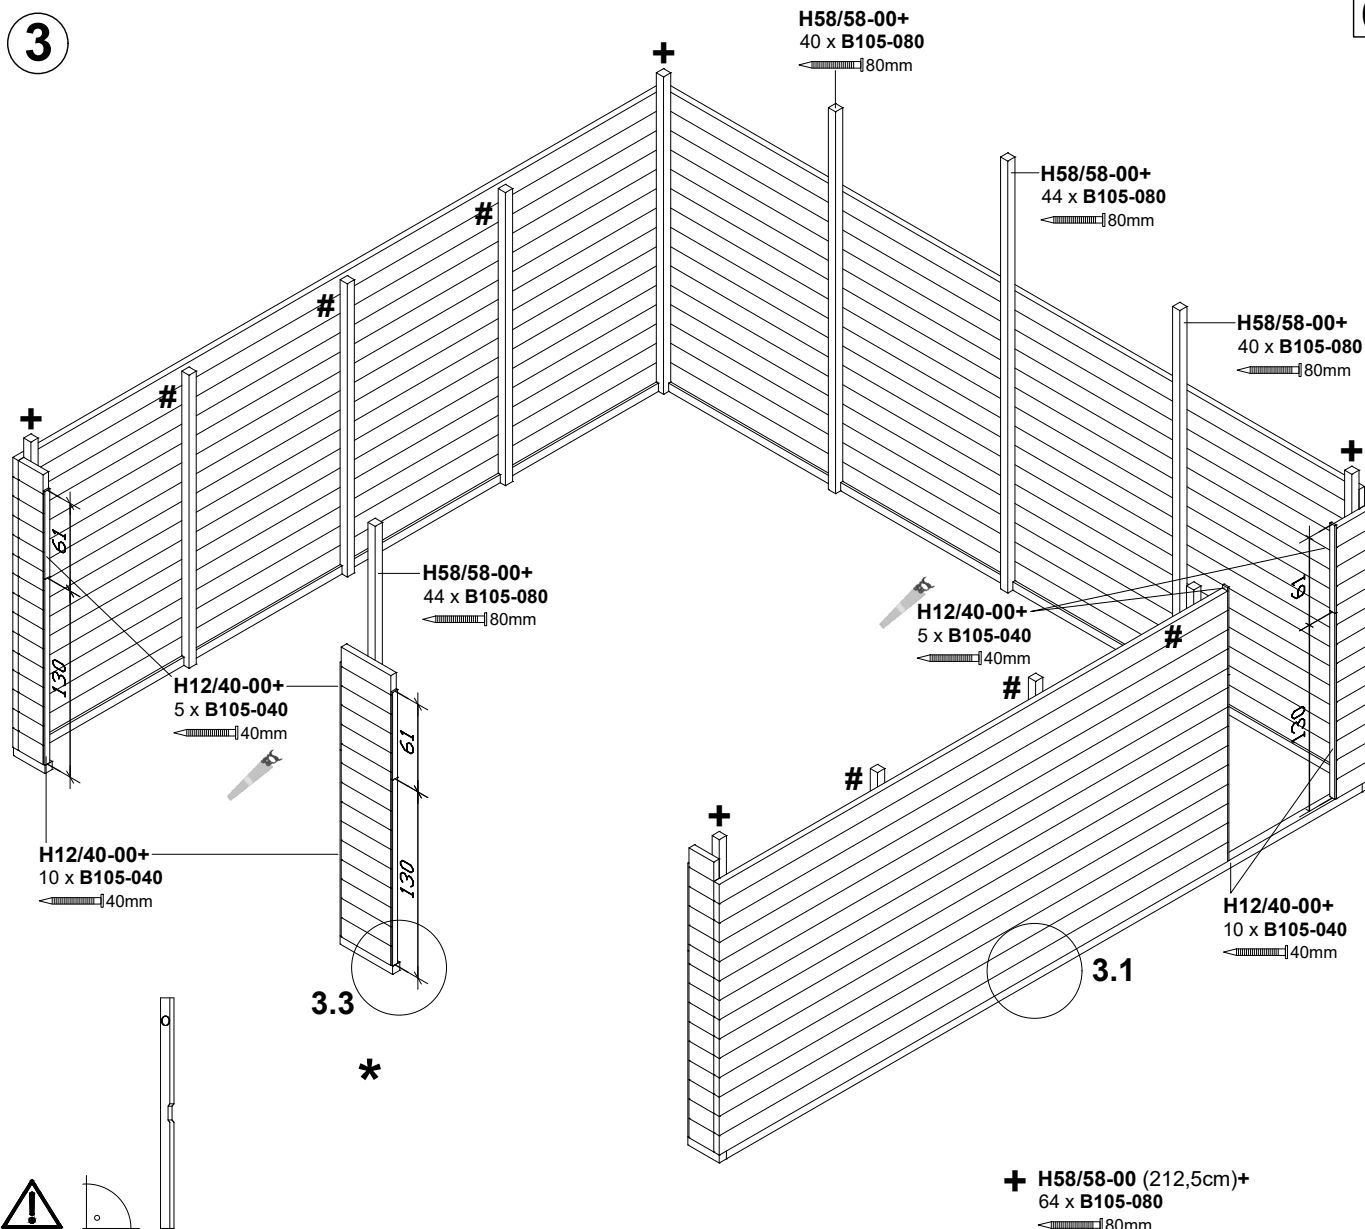 3
H58/58-00+
40 x B105-080
80mm
+
H58/58-00+
44 x B105-080
80mm
#
#
H58/58-00+
40 x B105-080
80mm
#
+
+
61
130
H58/58-00+
44 x B105-080
80mm
H12/40-00+
5 x B105-040
40mm
61
130
#
#
#
H12/40-00+
5 x B105-040
40mm
61
130
+
H12/40-00+
10 x B105-040
40mm
H12/40-00+
10 x B105-040
40mm
3.3
3.1
*
+ H58/58-00 (212,5cm)+
64 x B105-080
80mm